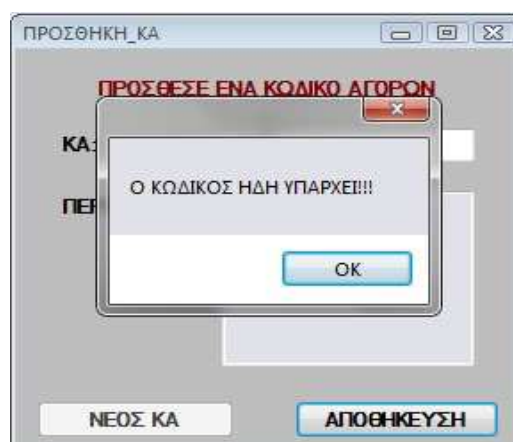 ΠΡΟΣΘΗΚΗ_ΚΑ
ΠΡΟΣΘΕΣΕ ΕΝΑ ΚΩΔΙΚΟ ΑΓΟΡΩΝ
ΚΑ:
Ο ΚΩΔΙΚΟΣ ΗΔΗ ΥΠΑΡΧΕΙ!!!
OK
ΝΕΟΣ ΚΑ
ΑΠΟΘΗΚΕΥΣΗ